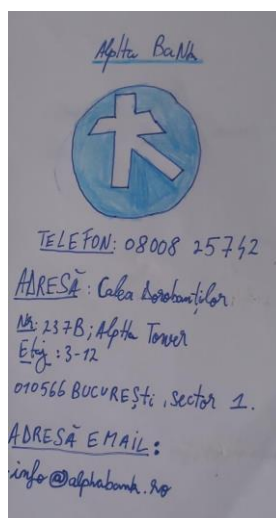 Alpha BaNk
TELEFON: 08008 25742
ADRESĂ: Calea Dorobanților,
Nr: 237B; Alpha Tower
Etaj: 3-12
010566 BUCUREȘti, sector 1.
ADRESĂ EMAIL:
info@alphabank.ro